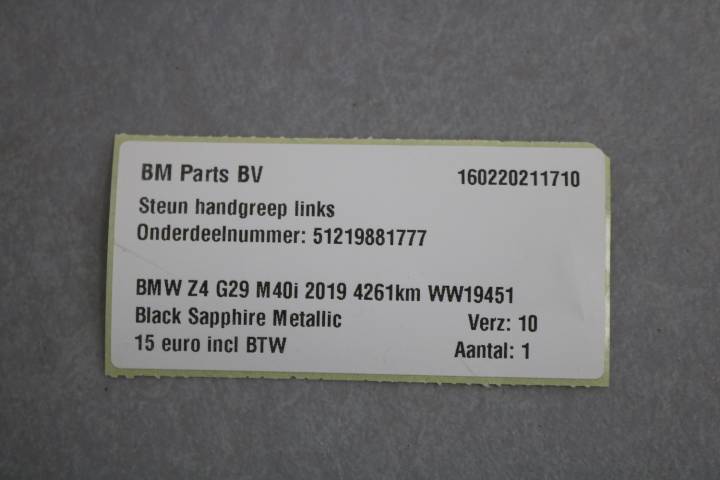 BM Parts BV 160220211710
Steun handgreep links
Onderdeelnummer: 51219881777
BMW Z4 G29 M40i 2019 4261km WW19451
Black Sapphire Metallic Verz: 10
15 euro incl BTW Aantal: 1